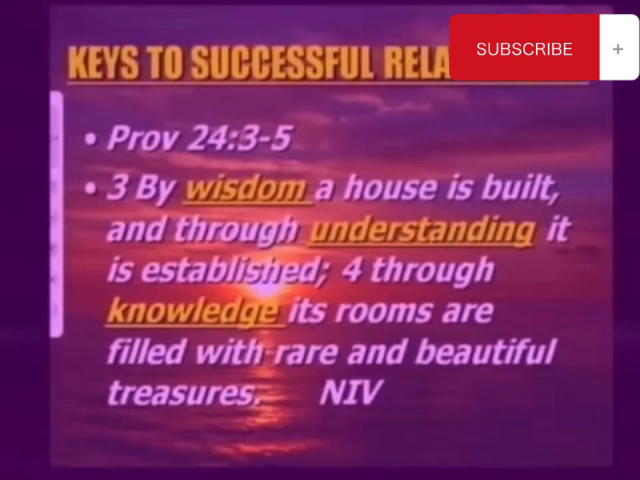 KEYS TO SUCCESSFUL RELA
SUBSCRIBE +
• Prov 24:3-5
• 3 By wisdom a house is built,
and through understanding it
is established; 4 through
knowledge its rooms are
filled with rare and beautiful
treasures. NIV